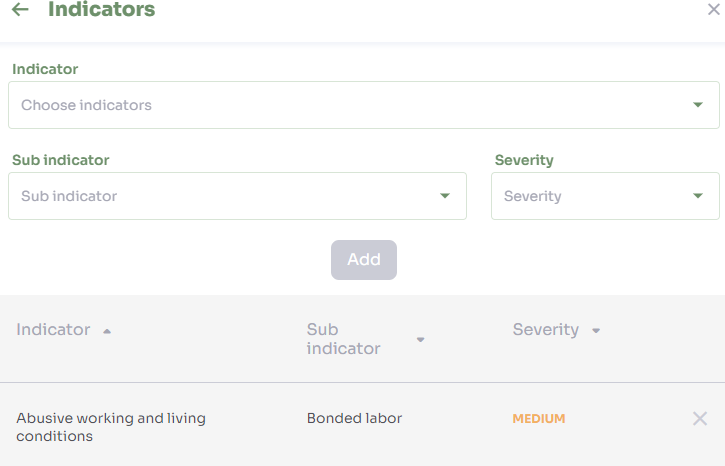 Indicators
Indicator
Choose indicators
Sub indicator
Severity
Sub indicator
Severity
Add
Indicator
Sub
indicator
Severity
Abusive working and living
conditions
Bonded labor
MEDIUM